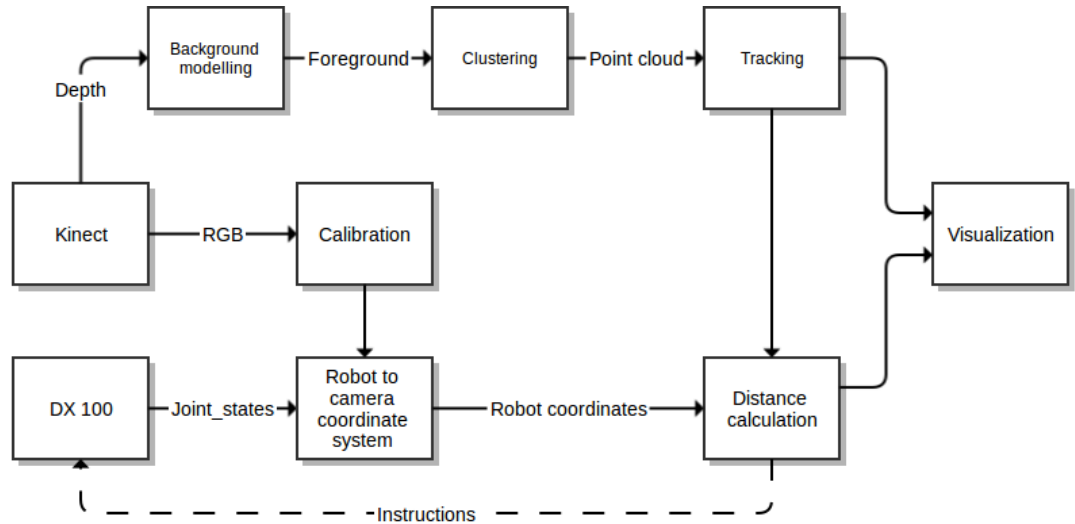 Background
modelling
Foreground
Clustering
Point cloud
Tracking
Depth
Kinect
RGB
Calibration
Visualization
DX 100
Joint_states
Robot to
camera
coordinate
system
Robot coordinates
Distance
calculation
Instructions